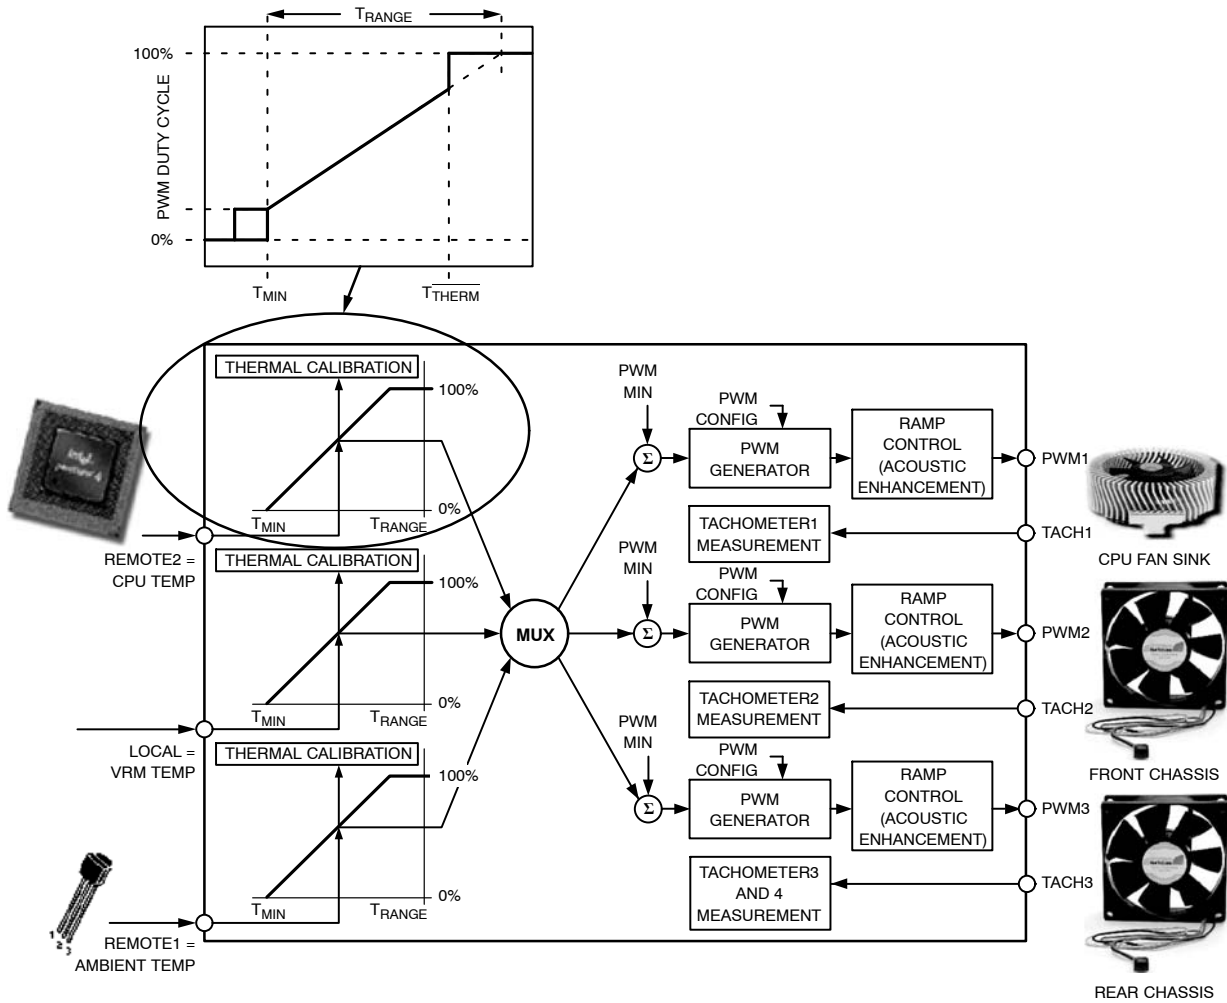 TRANGE
100%
PWM DUTY CYCLE
0%
TMIN
TTHERM
THERMAL CALIBRATION
100%
0%
TMIN
TRANGE
REMOTE2 =
CPU TEMP
THERMAL CALIBRATION
100%
0%
TMIN
TRANGE
LOCAL =
VRM TEMP
THERMAL CALIBRATION
100%
0%
TMIN
TRANGE
REMOTE1 =
AMBIENT TEMP
1
2
3
MUX
PWM
MIN
Σ
PWM
CONFIG
PWM
GENERATOR
RAMP
CONTROL
(ACOUSTIC
ENHANCEMENT)
PWM1
TACHOMETER1
MEASUREMENT
TACH1
CPU FAN SINK
PWM
MIN
Σ
PWM
CONFIG
PWM
GENERATOR
RAMP
CONTROL
(ACOUSTIC
ENHANCEMENT)
PWM2
TACHOMETER2
MEASUREMENT
TACH2
FRONT CHASSIS
PWM
MIN
Σ
PWM
CONFIG
PWM
GENERATOR
RAMP
CONTROL
(ACOUSTIC
ENHANCEMENT)
PWM3
TACHOMETER3
AND 4
MEASUREMENT
TACH3
REAR CHASSIS
intel